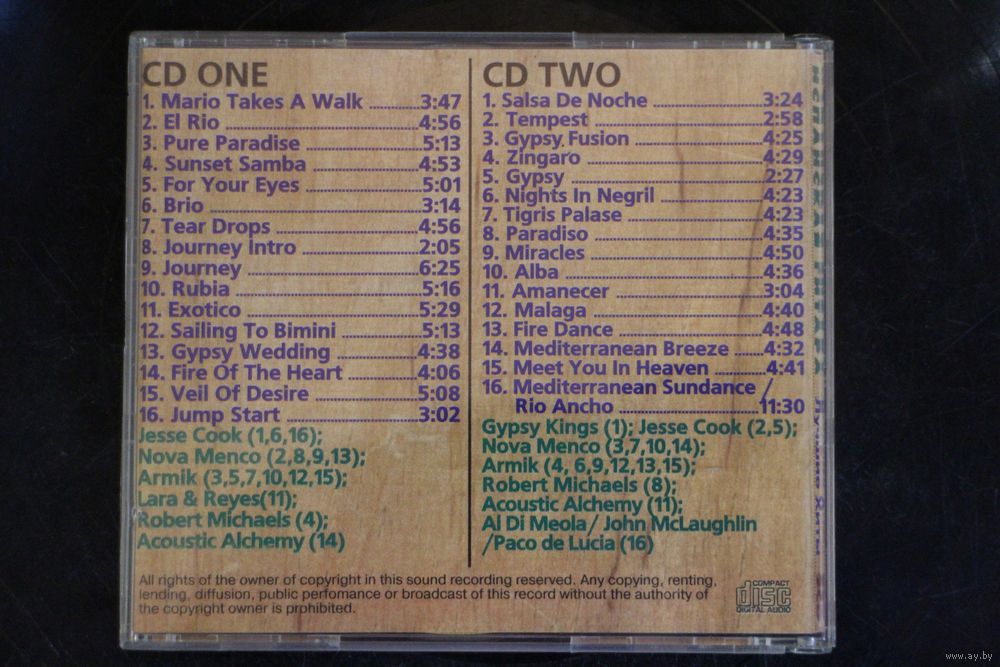 CD ONE
1. Mario Takes A Walk 3:47
2. El Rio 4:56
3. Pure Paradise 5:13
4. Sunset Samba 4:53
5. For Your Eyes 5:01
6. Brio 3:14
7. Tear Drops 4:56
8. Journey Intro 2:05
9. Journey 6:25
10. Rubia 5:16
11. Exotico 5:29
12. Sailing To Bimini 5:13
13. Gypsy Wedding 4:38
14. Fire Of The Heart 4:06
15. Veil Of Desire 5:08
16. Jump Start 3:02
Jesse Cook (1,6,16);
Nova Menco (2,8,9,13);
Armik (3,5,7,10,12,15);
Lara & Reyes(11);
Robert Michaels (4);
Acoustic Alchemy (14)
CD TWO
1. Salsa De Noche 3:24
2. Tempest 2:58
3. Gypsy Fusion 4:25
4. Zingaro 4:29
5. Gypsy 2:27
6. Nights In Negril 4:23
7. Tigris Palase 4:23
8. Paradiso 4:35
9. Miracles 4:50
10. Alba 4:36
11. Amanecer 3:04
12. Malaga 4:40
13. Fire Dance 4:48
14. Mediterranean Breeze 4:32
15. Meet You In Heaven 4:41
16. Mediterranean Sundance /
Rio Ancho 11:30
Gypsy Kings (1); Jesse Cook (2,5);
Nova Menco (3,7,10,14);
Armik (4, 6,9,12,13,15);
Robert Michaels (8);
Acoustic Alchemy (11);
Al Di Meola/ John McLaughlin
/Paco de Lucia (16)
All rights of the owner of copyright in this sound recording reserved. Any copying, renting,
lending, diffusion, public perfomance or broadcast of this record without the authority of
the copyright owner is prohibited.
COMPACT
disc
DIGITAL AUDIO
www.ay.by